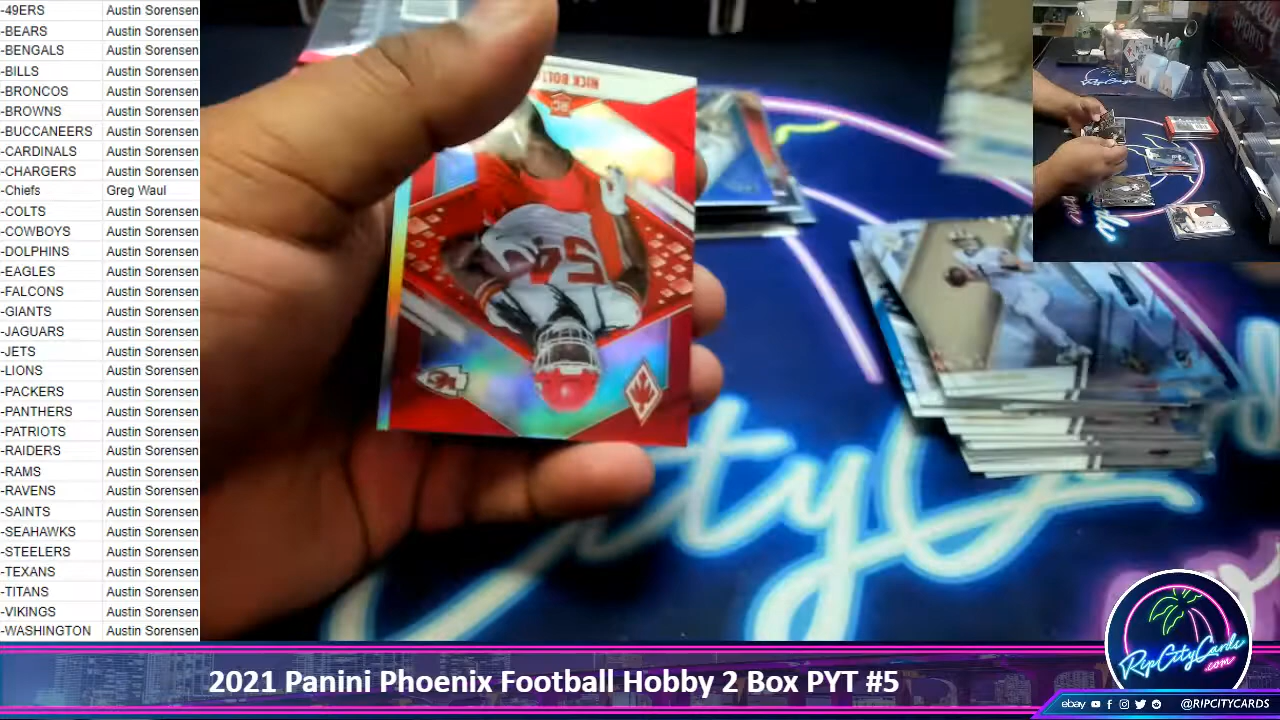 -49ERS Austin Sorensen
-BEARS Austin Sorensen
-BENGALS Austin Sorensen
-BILLS Austin Sorensen
-BRONCOS Austin Sorensen
-BROWNS Austin Sorensen
-BUCCANEERS Austin Sorensen
-CARDINALS Austin Sorensen
-CHARGERS Austin Sorensen
-Chiefs Greg Waul
-COLTS Austin Sorensen
-COWBOYS Austin Sorensen
-DOLPHINS Austin Sorensen
-EAGLES Austin Sorensen
-FALCONS Austin Sorensen
-GIANTS Austin Sorensen
-JAGUARS Austin Sorensen
-JETS Austin Sorensen
-LIONS Austin Sorensen
-PACKERS Austin Sorensen
-PANTHERS Austin Sorensen
-PATRIOTS Austin Sorensen
-RAIDERS Austin Sorensen
-RAMS Austin Sorensen
-RAVENS Austin Sorensen
-SAINTS Austin Sorensen
-SEAHAWKS Austin Sorensen
-STEELERS Austin Sorensen
-TEXANS Austin Sorensen
-TITANS Austin Sorensen
-VIKINGS Austin Sorensen
-WASHINGTON Austin Sorensen
NICK BOL
RC
54
KC
RipCityCards
.com
2021 Panini Phoenix Football Hobby 2 Box PYT #5
ebay @RIPCITYCARDS